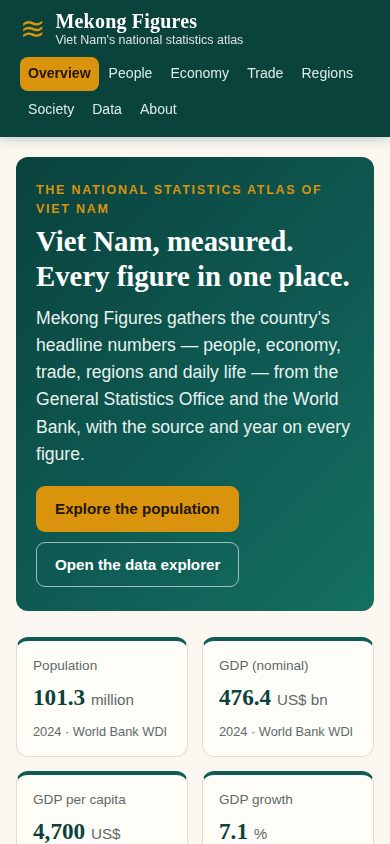 Mekong Figures
Viet Nam's national statistics atlas
Overview People Economy Trade Regions
Society Data About
THE NATIONAL STATISTICS ATLAS OF
VIET NAM
Viet Nam, measured.
Every figure in one place.
Mekong Figures gathers the country's
headline numbers — people, economy,
trade, regions and daily life — from the
General Statistics Office and the World
Bank, with the source and year on every
figure.
Explore the population
Open the data explorer
Population
101.3 million
2024 · World Bank WDI
GDP (nominal)
476.4 US$ bn
2024 · World Bank WDI
GDP per capita
4,700 US$
GDP growth
7.1 %